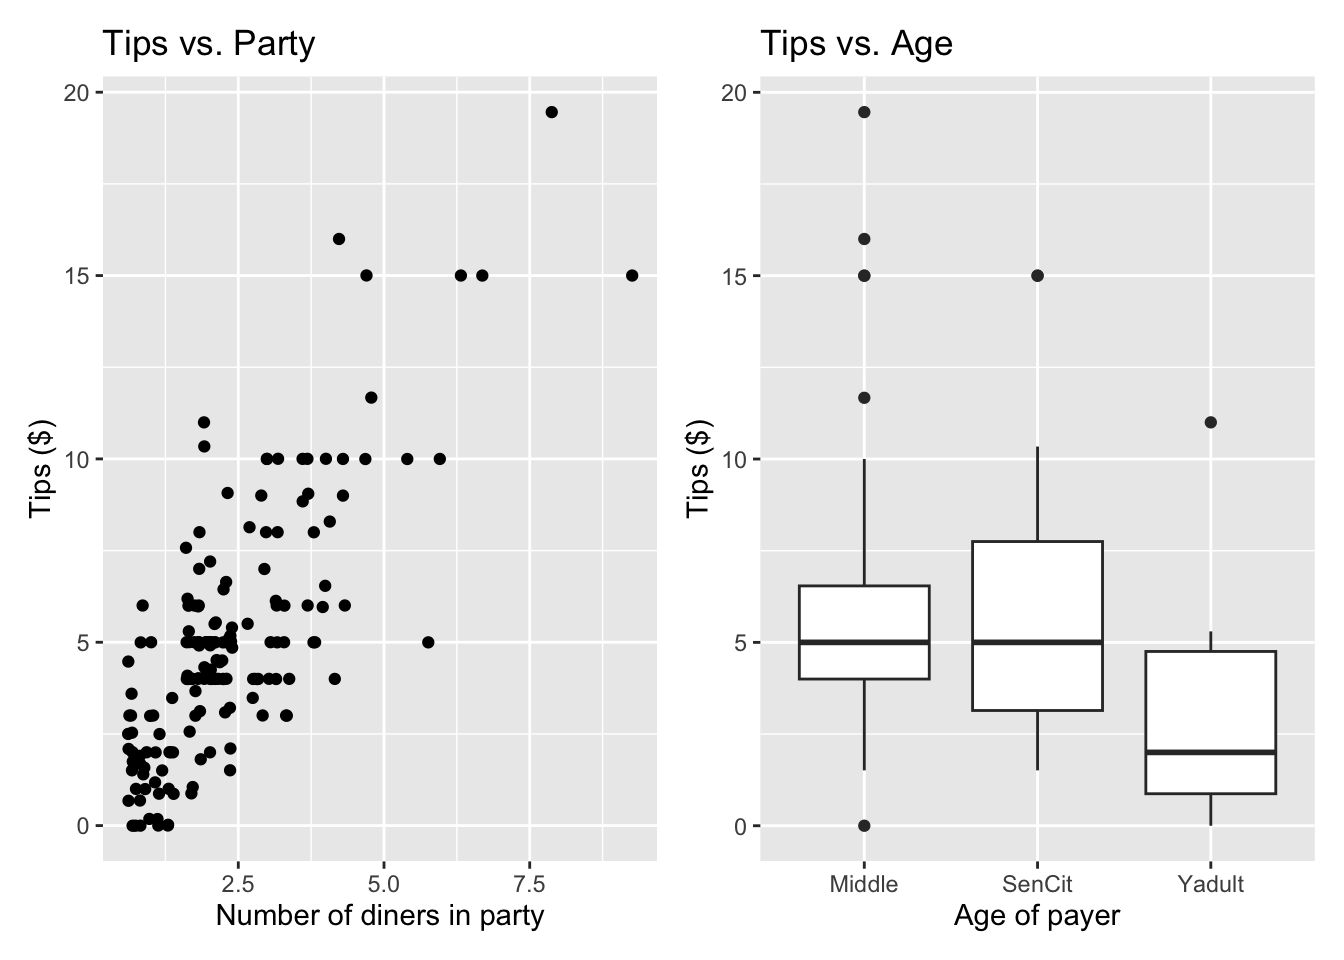 Tips vs. Party
Tips ($)
20
15
10
5
0
2.5 5.0 7.5
Number of diners in party
Tips vs. Age
Tips ($)
20
15
10
5
0
Middle SenCit Yadult
Age of payer